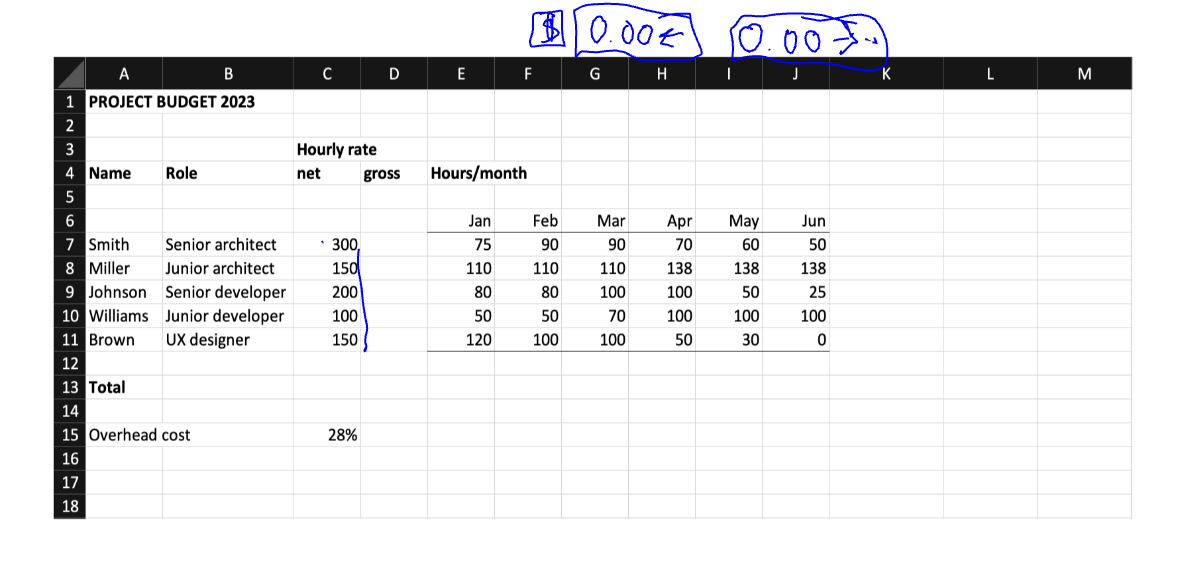 $ 0.00← 0.00→
A B C D E F G H I J K L M
1 PROJECT BUDGET 2023
2
3 Hourly rate
4 Name Role net gross Hours/month
5
6 Jan Feb Mar Apr May Jun
7 Smith Senior architect 300 75 90 90 70 60 50
8 Miller Junior architect 150 110 110 110 138 138 138
9 Johnson Senior developer 200 80 80 100 100 50 25
10 Williams Junior developer 100 50 50 70 100 100 100
11 Brown UX designer 150 120 100 100 50 30 0
12
13 Total
14
15 Overhead cost 28%
16
17
18